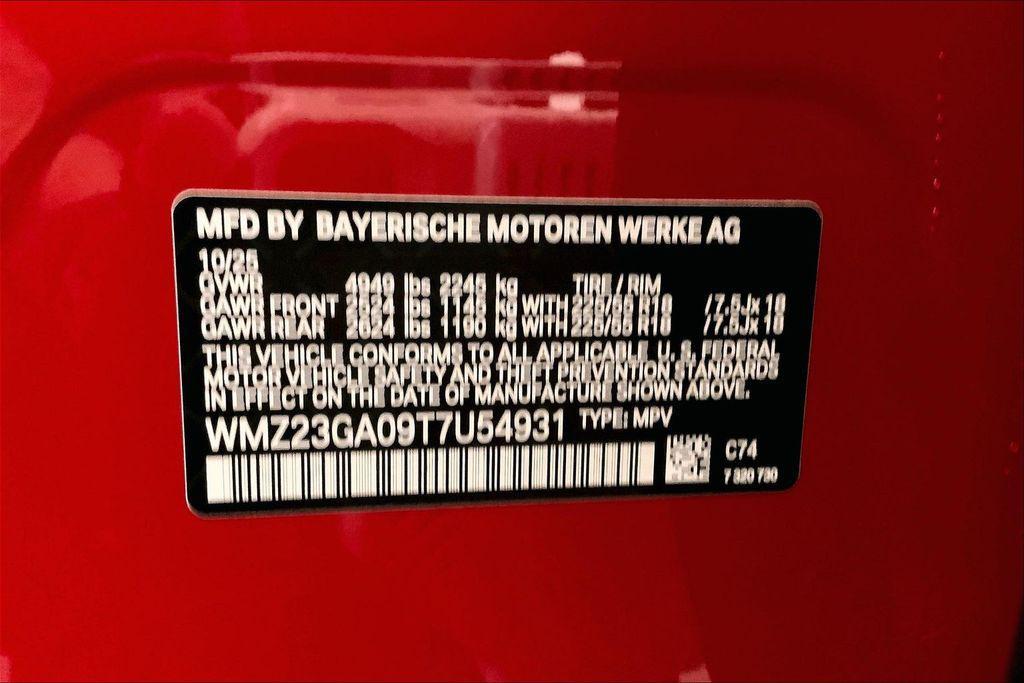 MFD BY BAYERISCHE MOTOREN WERKE AG
10/25
GVWR 4949 lbs 2245 kg TIRE / RIM
GAWR FRONT lbs 1145 kg WITH 225/55 R18 /7.5Jx18
GAWR REAR 2624 lbs 1190 kg WITH 225/55 R18 /7.5Jx18
THIS VEHICLE CONFORMS TO ALL APPLICABLE U. S. FEDERAL
MOTOR VEHICLE SAFETY AND THEFT PREVENTION STANDARDS
IN EFFECT ON THE DATE OF MANUFACTURE SHOWN ABOVE.
WMZ23GA09T7U54931 TYPE: MPV
C74
7 320 730